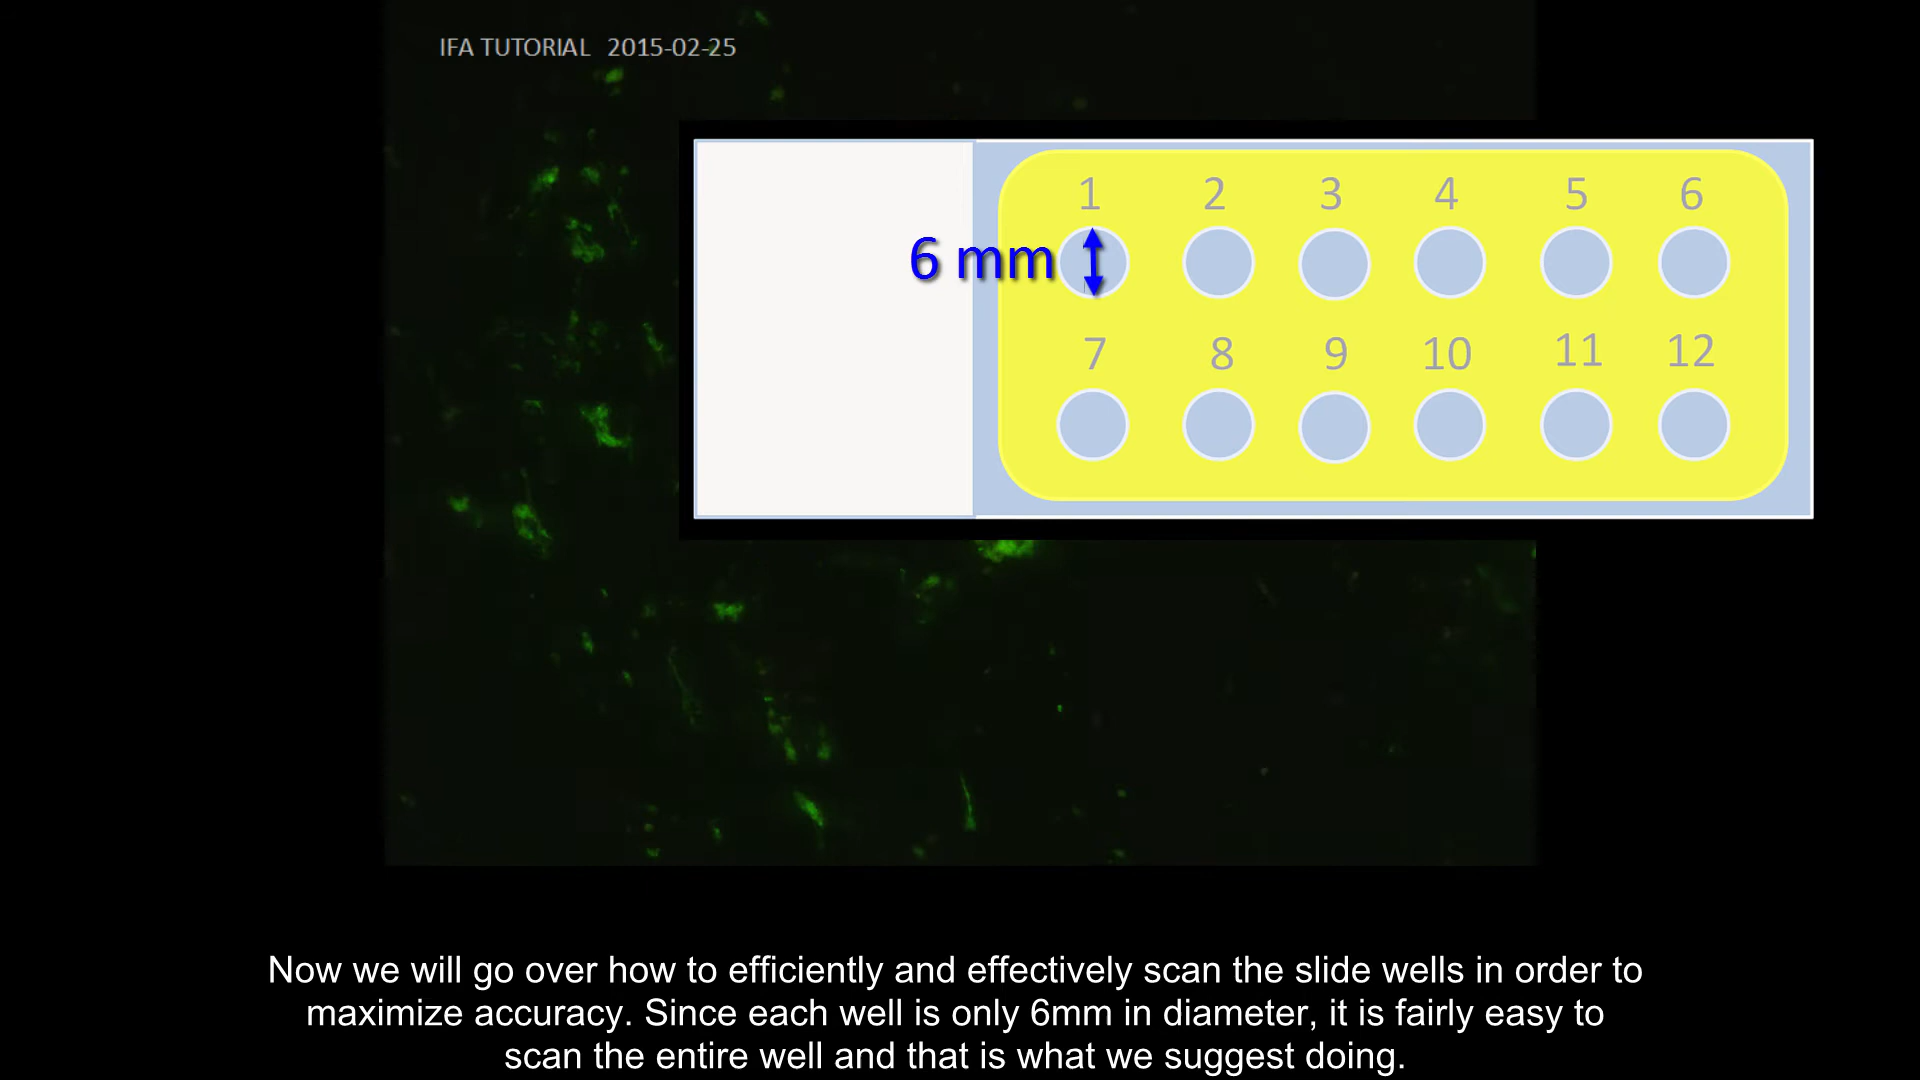 IFA TUTORIAL 2015-02-25
1 2 3 4 5 6
6 mm
7 8 9 10 11 12
Now we will go over how to efficiently and effectively scan the slide wells in order to
maximize accuracy. Since each well is only 6mm in diameter, it is fairly easy to
scan the entire well and that is what we suggest doing.